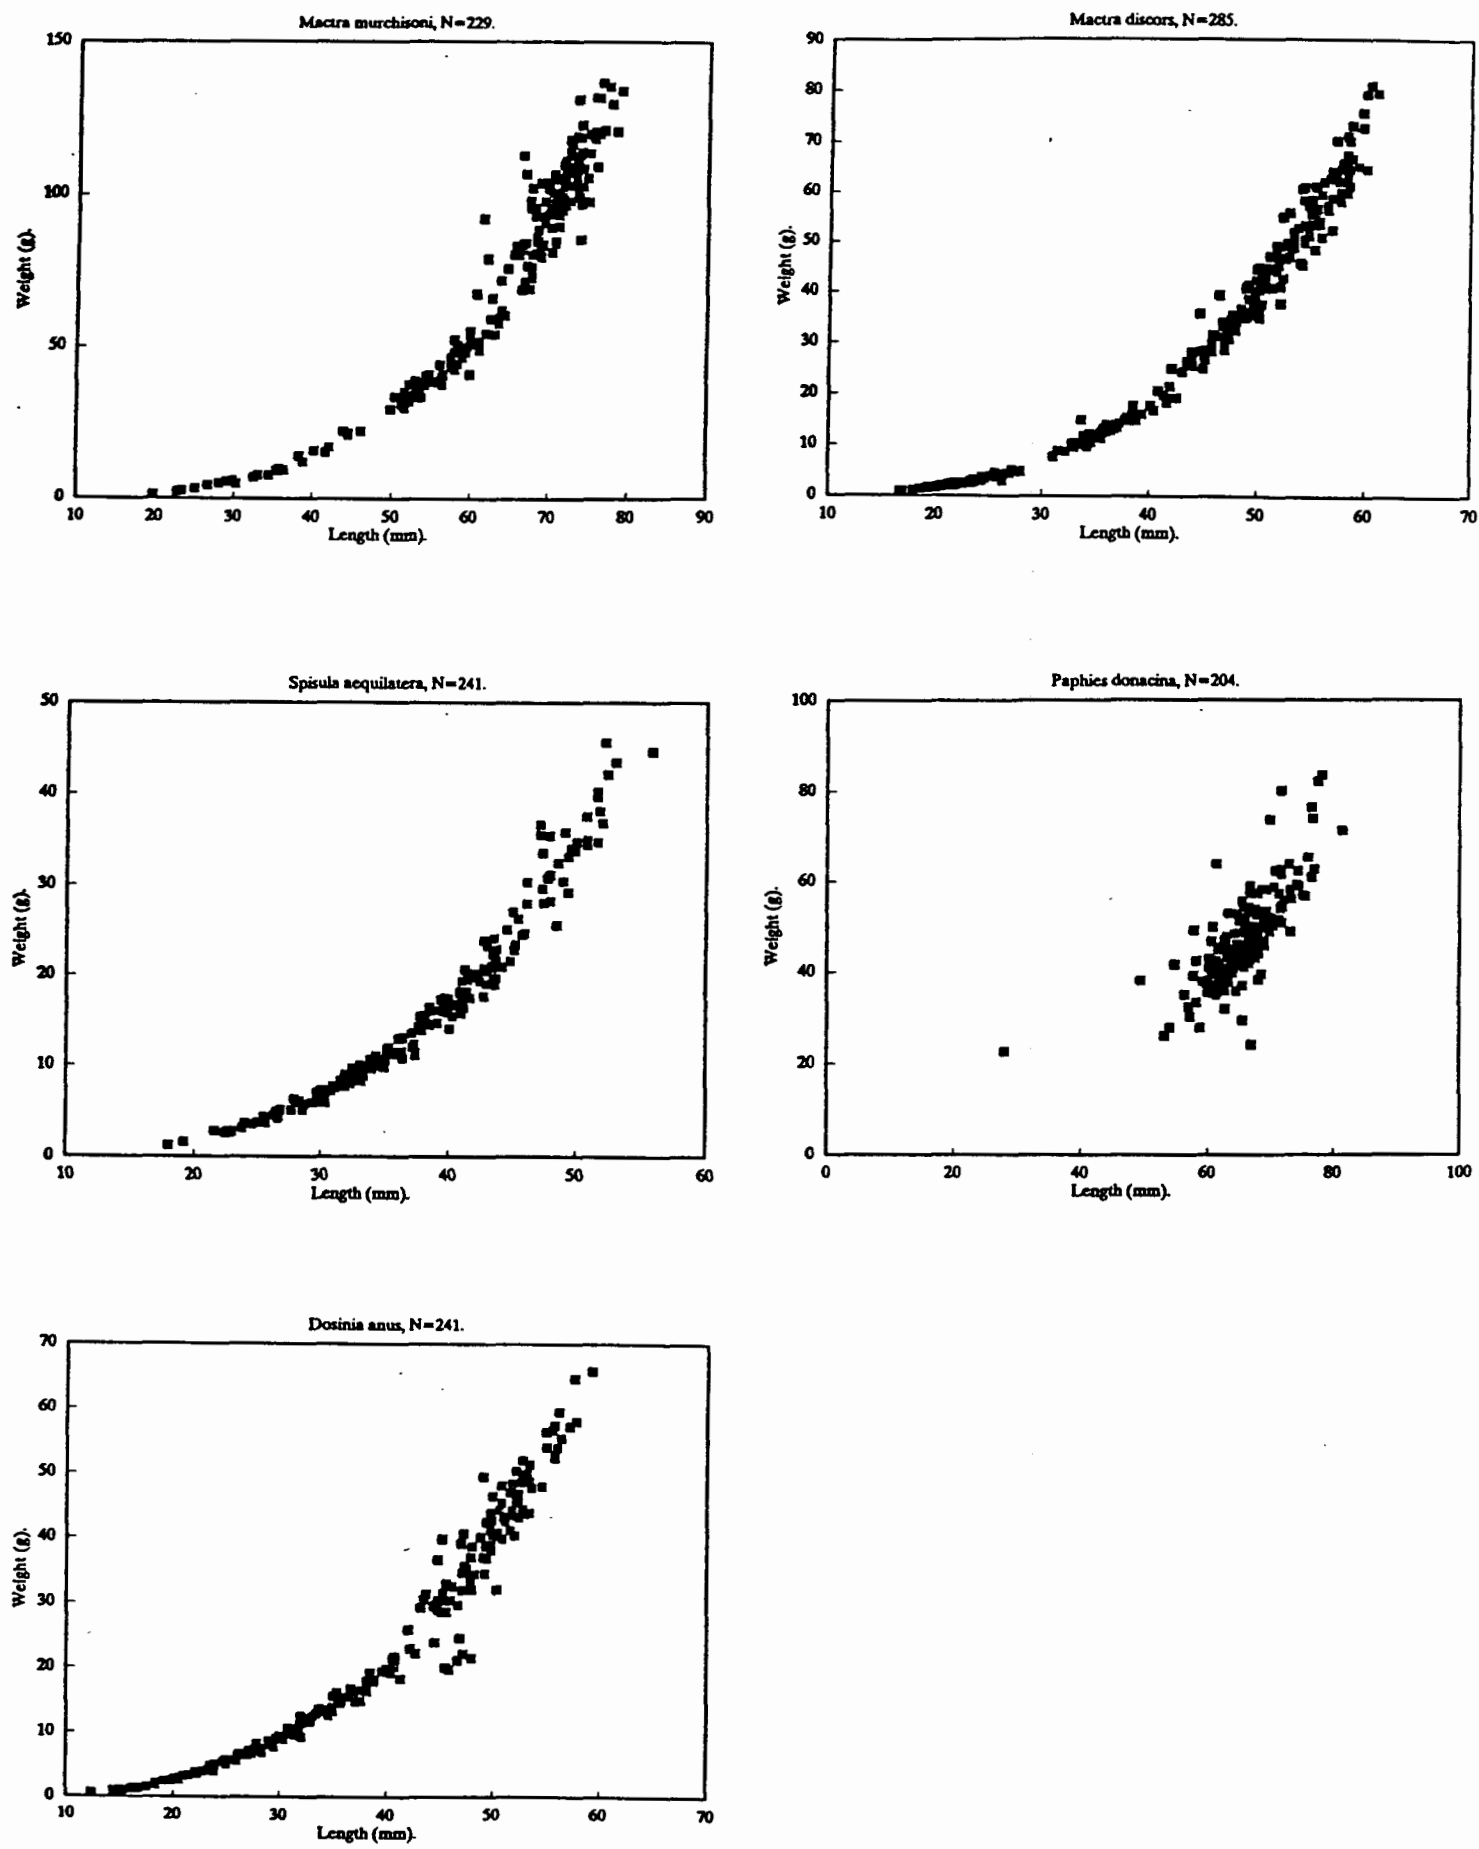 Mactra murchisoni, N=229.
150
100
50
0
Weight (g).
10 20 30 40 50 60 70 80 90
Length (mm).
Mactra discors, N=285.
90
80
70
60
50
40
30
20
10
0
Weight (g).
10 20 30 40 50 60 70
Length (mm).
Spisula aequilatera, N=241.
50
40
30
20
10
0
Weight (g).
10 20 30 40 50 60
Length (mm).
Paphies donacina, N=204.
100
80
60
40
20
0
Weight (g).
0 20 40 60 80 100
Length (mm).
Dosinia anus, N=241.
70
60
50
40
30
20
10
0
Weight (g).
10 20 30 40 50 60 70
Length (mm).